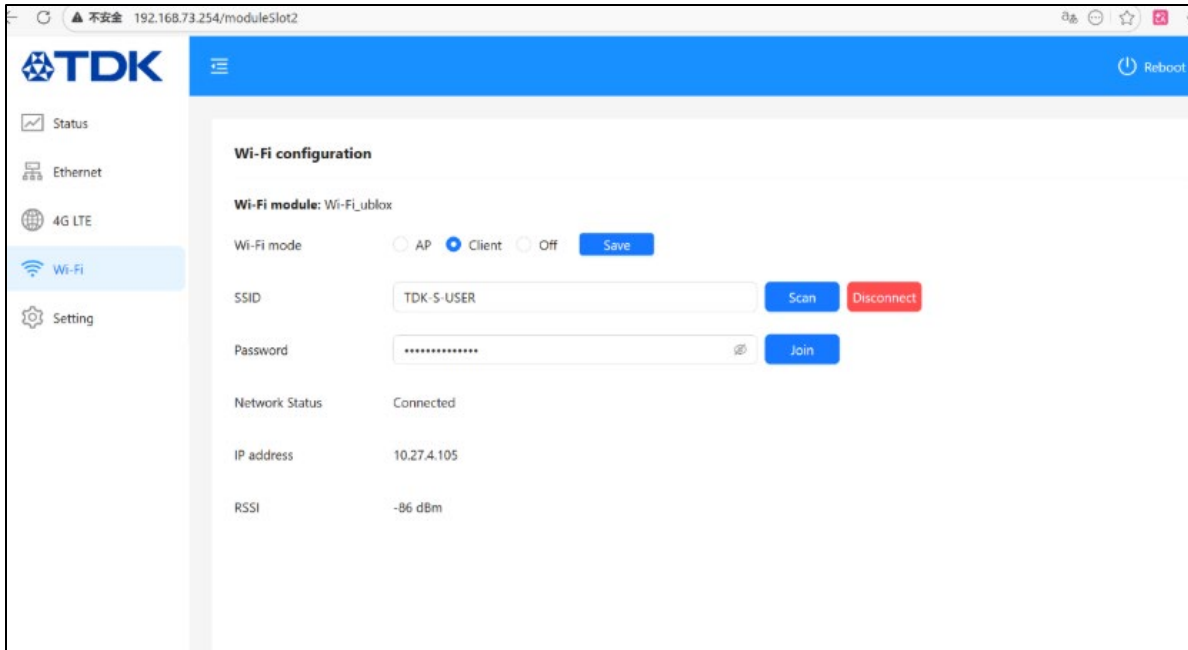 不安全 192.168.73.254/moduleSlot2
TDK
Reboot
Status
Ethernet
4G LTE
Wi-Fi
Setting
Wi-Fi configuration
Wi-Fi module: Wi-Fi_ublox
Wi-Fi mode AP Client Off Save
SSID TDK-S-USER Scan Disconnect
Password •••••••••••••• Join
Network Status Connected
IP address 10.27.4.105
RSSI -86 dBm